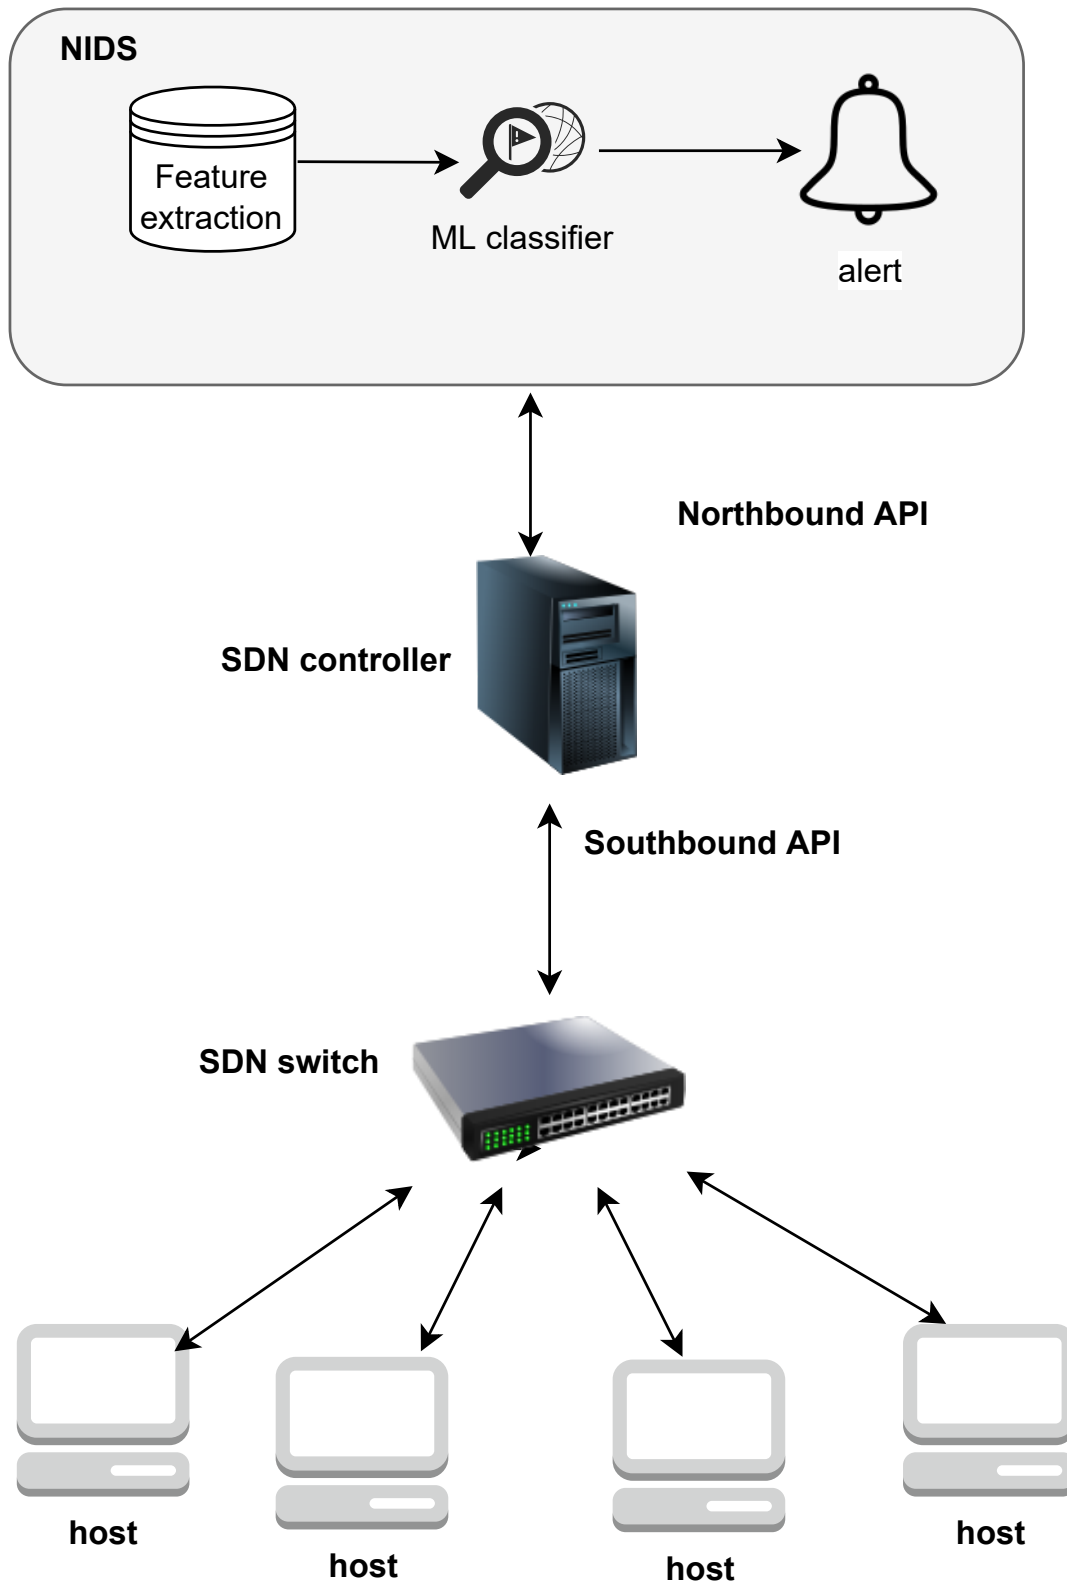 NIDS
Feature
extraction
ML classifier
alert
Northbound API
SDN controller
Southbound API
SDN switch
host
host
host
host